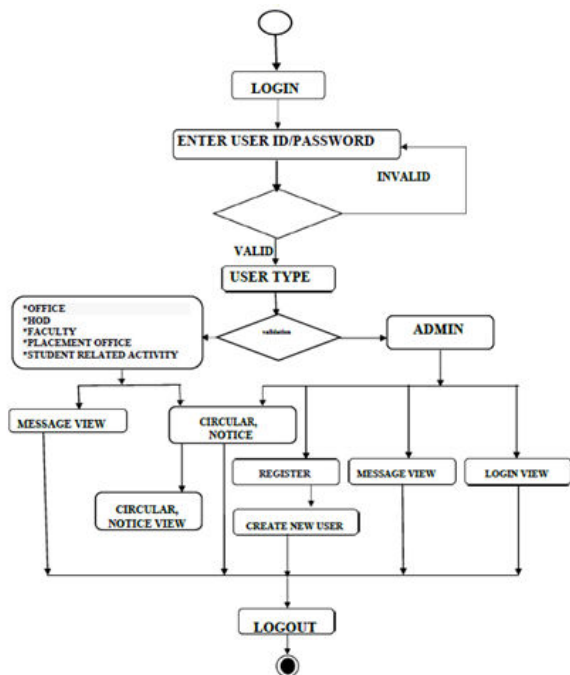 LOGIN
ENTER USER ID/PASSWORD
INVALID
VALID
USER TYPE
*OFFICE
*HOD
*FACULTY
*PLACEMENT OFFICE
*STUDENT RELATED ACTIVITY
validation
ADMIN
MESSAGE VIEW
CIRCULAR,
NOTICE
REGISTER
MESSAGE VIEW
LOGIN VIEW
CIRCULAR,
NOTICE VIEW
CREATE NEW USER
LOGOUT